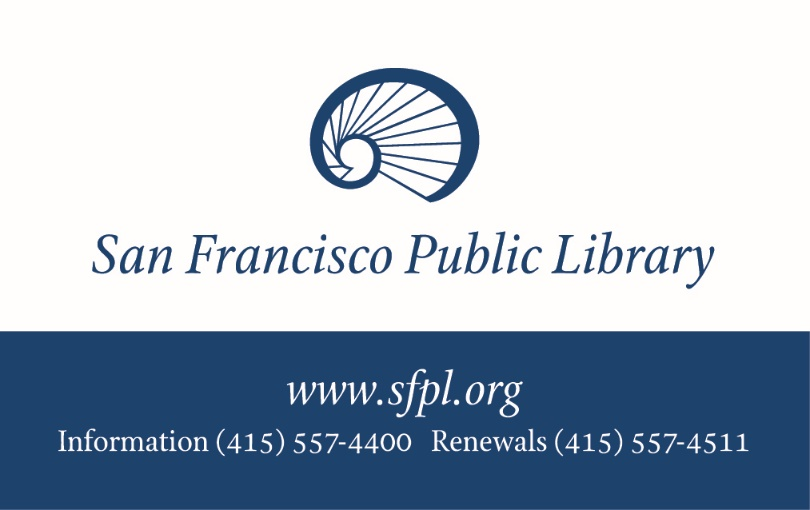 San Francisco Public Library
www.sfpl.org
Information (415) 557-4400 Renewals (415) 557-4511